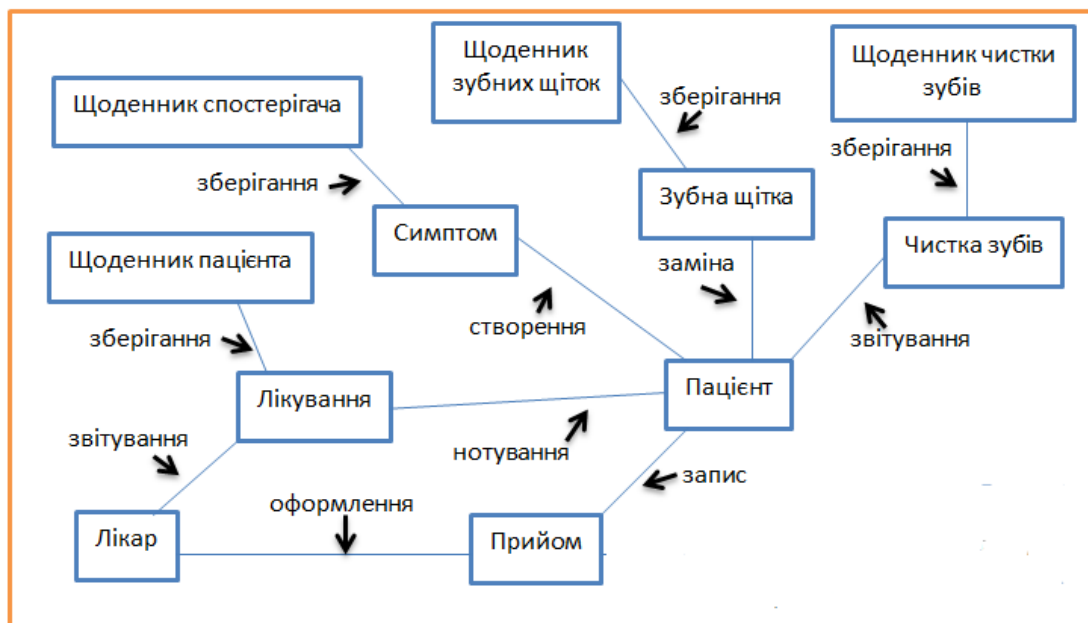 Щоденник
зубних щіток
Щоденник чистки
зубів
Щоденник спостерігача
зберігання
зберігання
зберігання
Зубна щітка
Симптом
Чистка зубів
Щоденник пацієнта
заміна
створення
звітування
зберігання
Лікування
Пацієнт
звітування
нотування
запис
оформлення
Лікар
Прийом